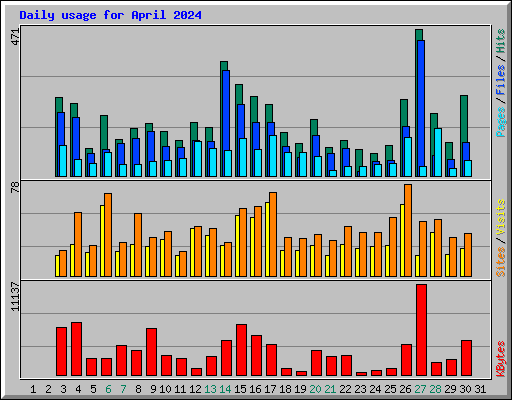 Daily usage for April 2024
471
Pages / Files / Hits
78
Sites / Visits
11137
KBytes
1 2 3 4 5 6 7 8 9 10 11 12 13 14 15 16 17 18 19 20 21 22 23 24 25 26 27 28 29 30 31